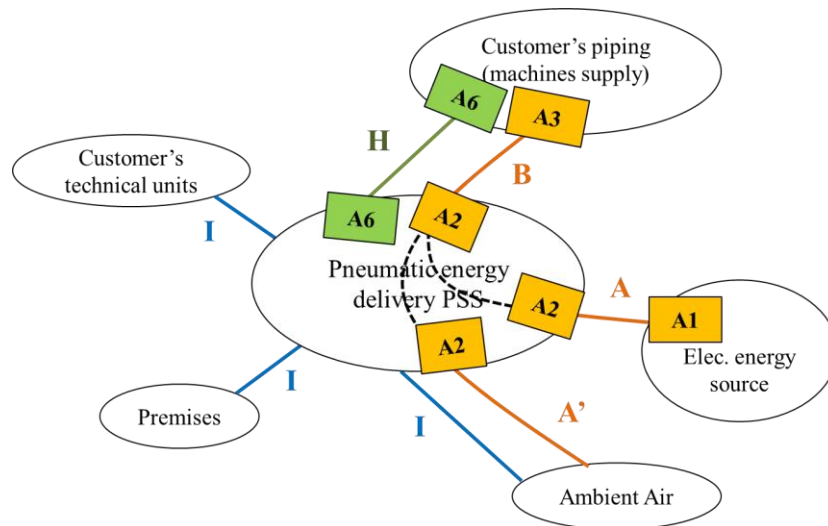 Customer’s piping
(machines supply)
A6
A3
H
B
Customer’s
technical units
I
A6
A2
Pneumatic energy
delivery PSS
A2
A
A1
Elec. energy
source
A2
I
Premises
I
A’
Ambient Air